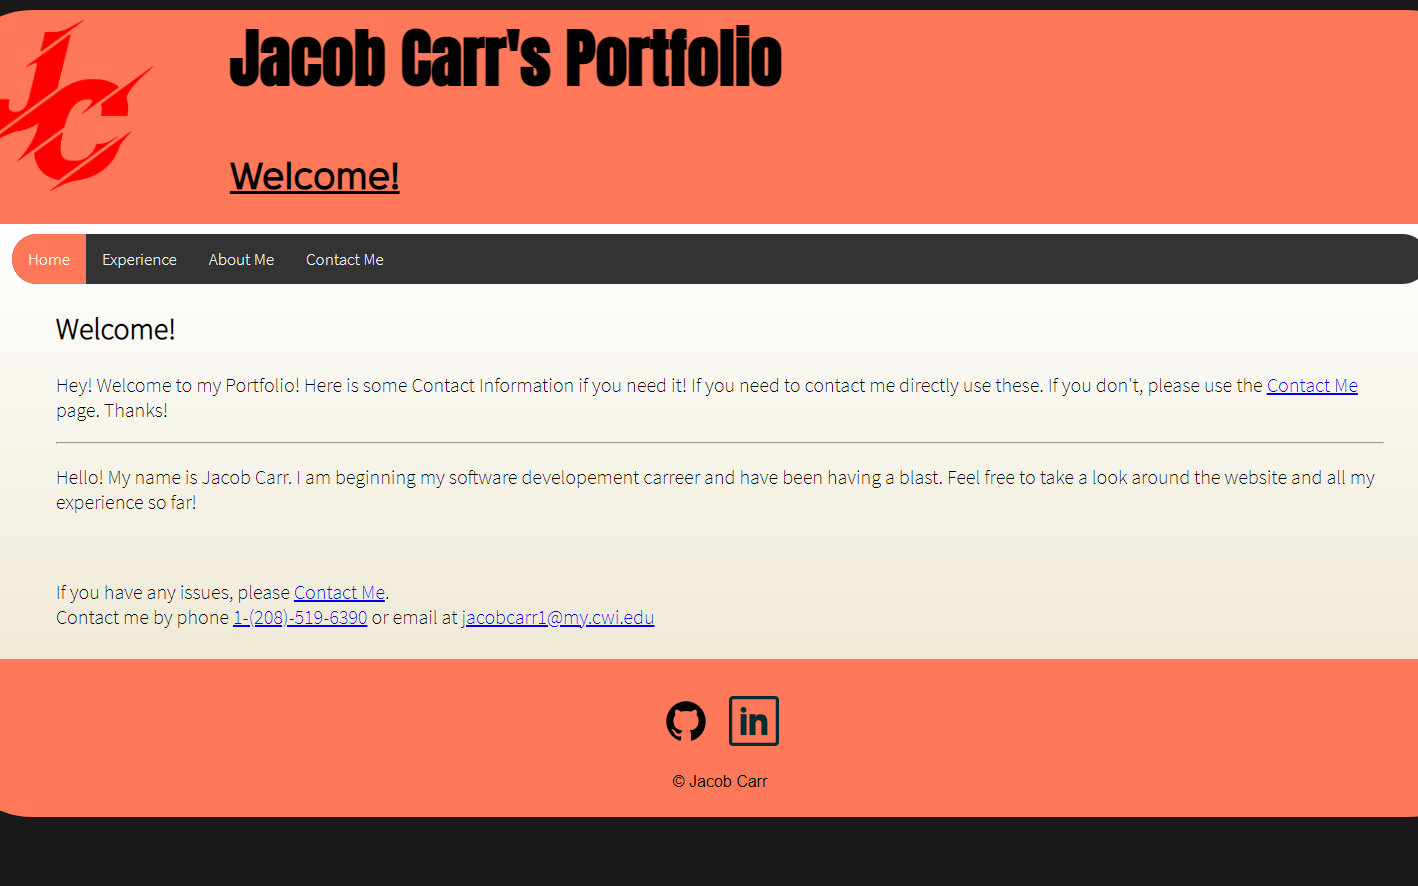 JC
Jacob Carr's Portfolio
Welcome!
Home Experience About Me Contact Me
Welcome!
Hey! Welcome to my Portfolio! Here is some Contact Information if you need it! If you need to contact me directly use these. If you don't, please use the Contact Me
page. Thanks!
Hello! My name is Jacob Carr. I am beginning my software developement carreer and have been having a blast. Feel free to take a look around the website and all my
experience so far!
If you have any issues, please Contact Me.
Contact me by phone 1-(208)-519-6390 or email at jacobcarr1@my.cwi.edu
in
© Jacob Carr